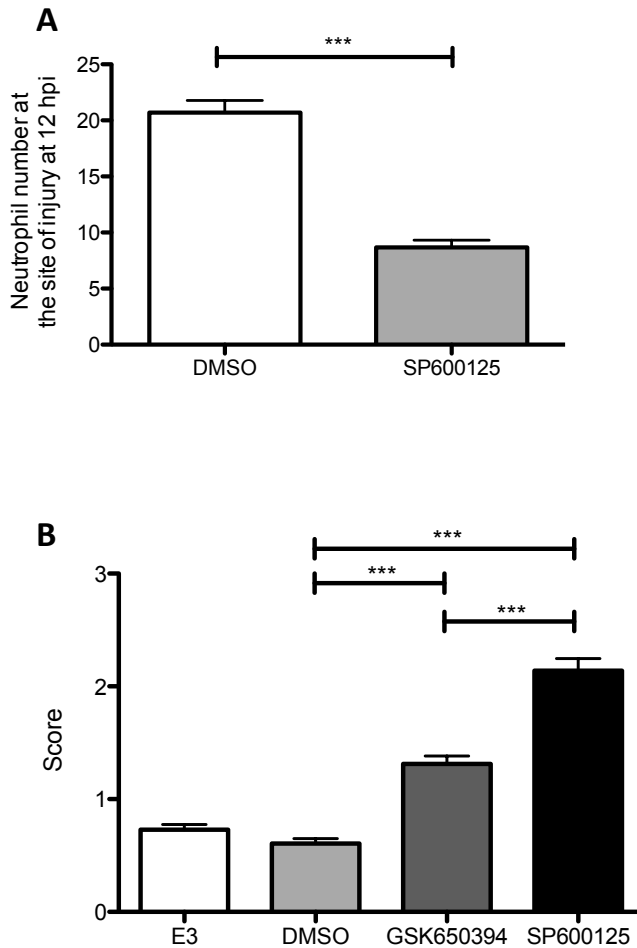 A
***
Neutrophil number at
the site of injury at 12 hpi
25
20
15
10
5
0
DMSO SP600125
B
***
***
***
Score
3
2
1
0
E3 DMSO GSK650394 SP600125